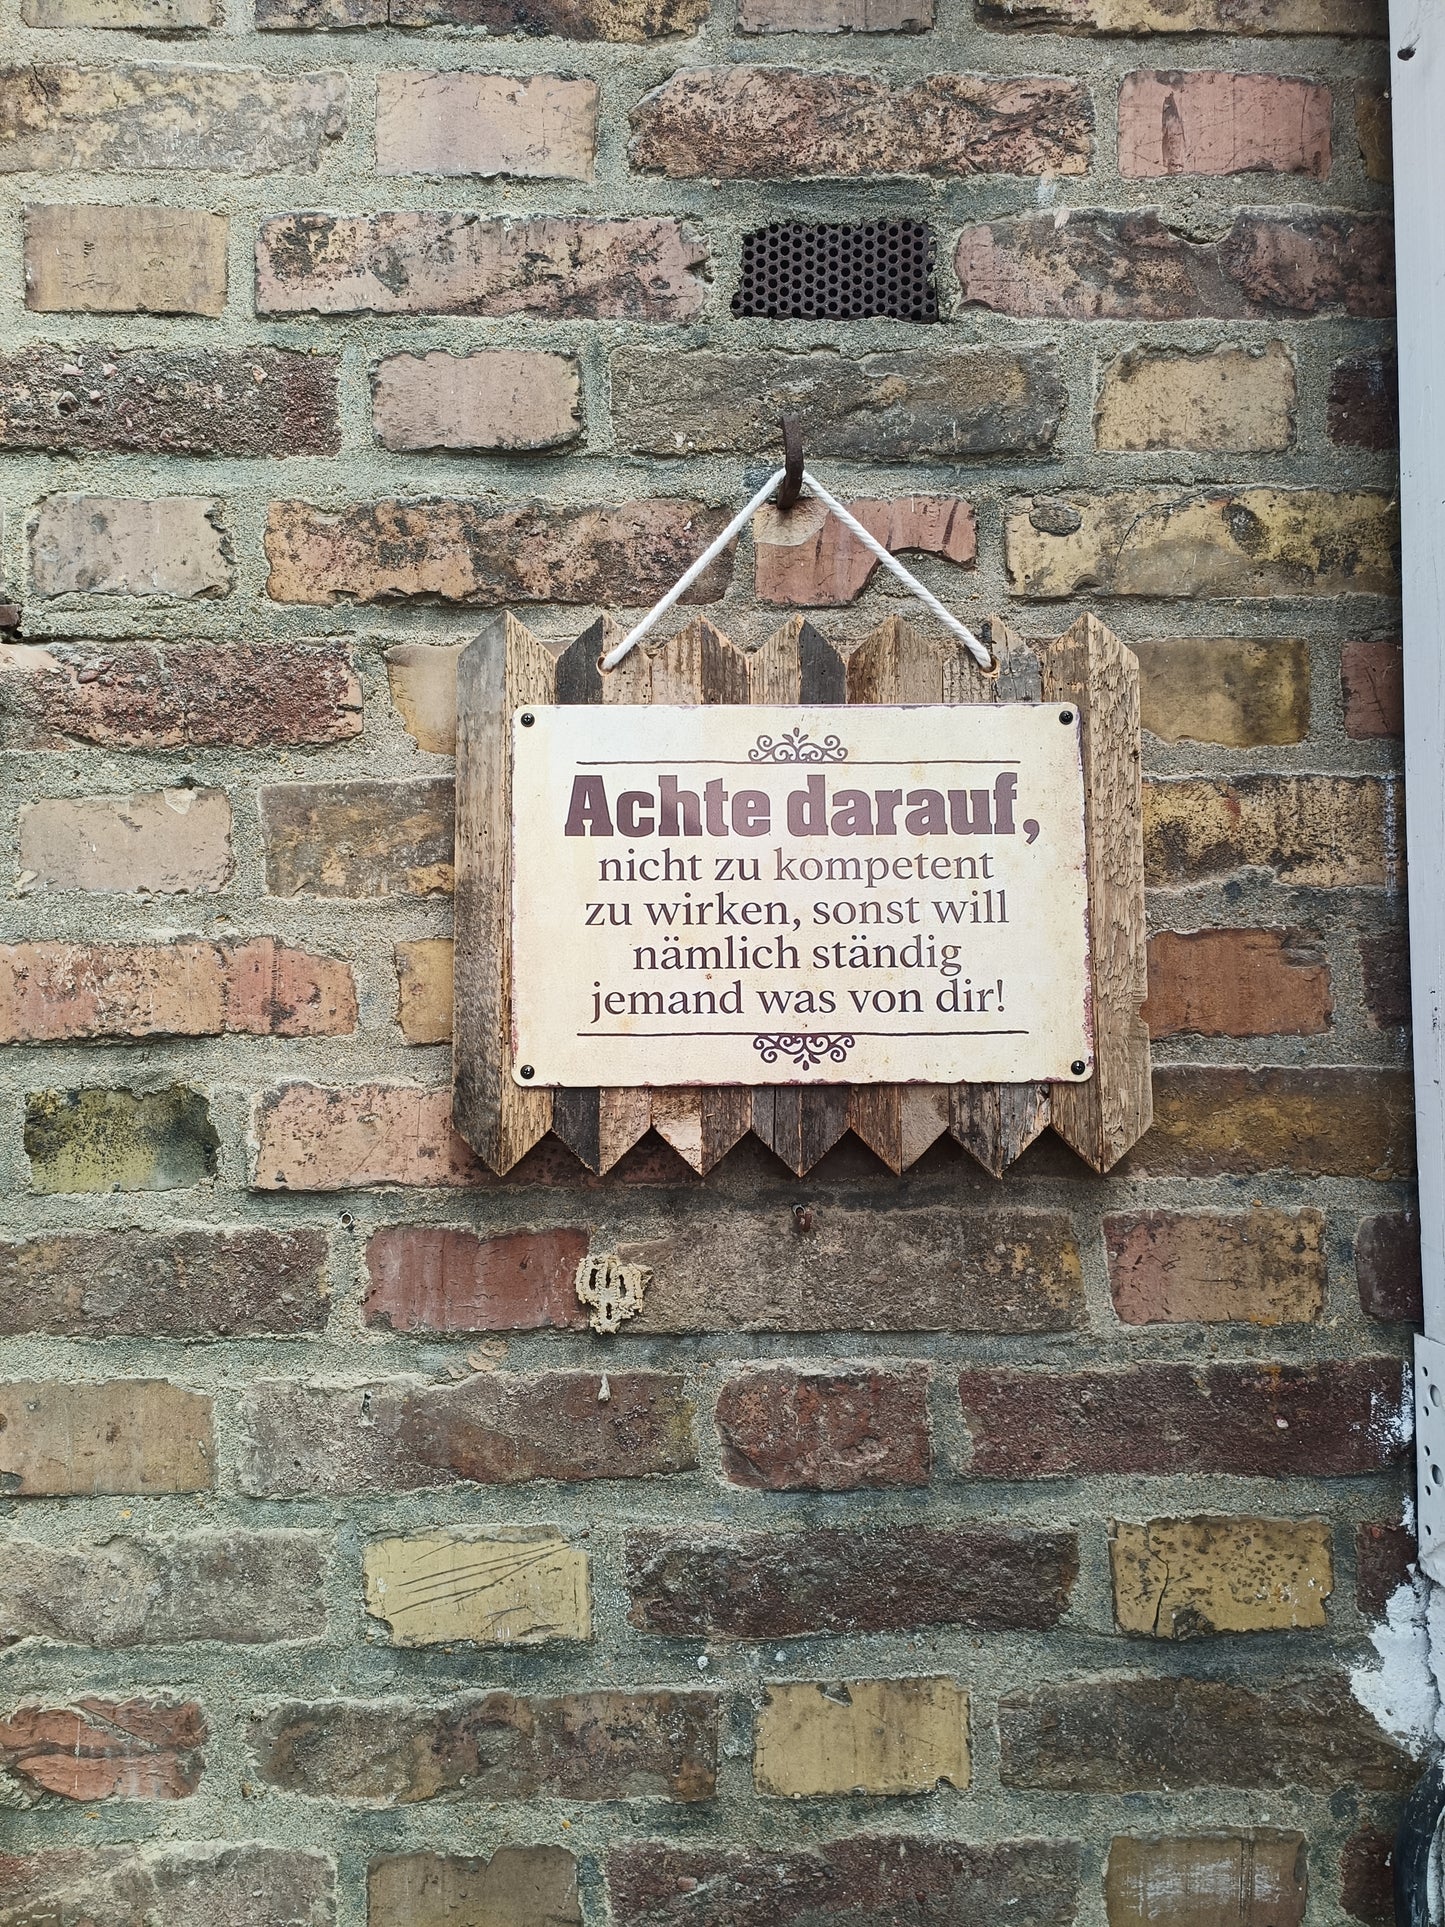 Achte darauf,
nicht zu kompetent
zu wirken, sonst will
nämlich ständig
jemand was von dir!